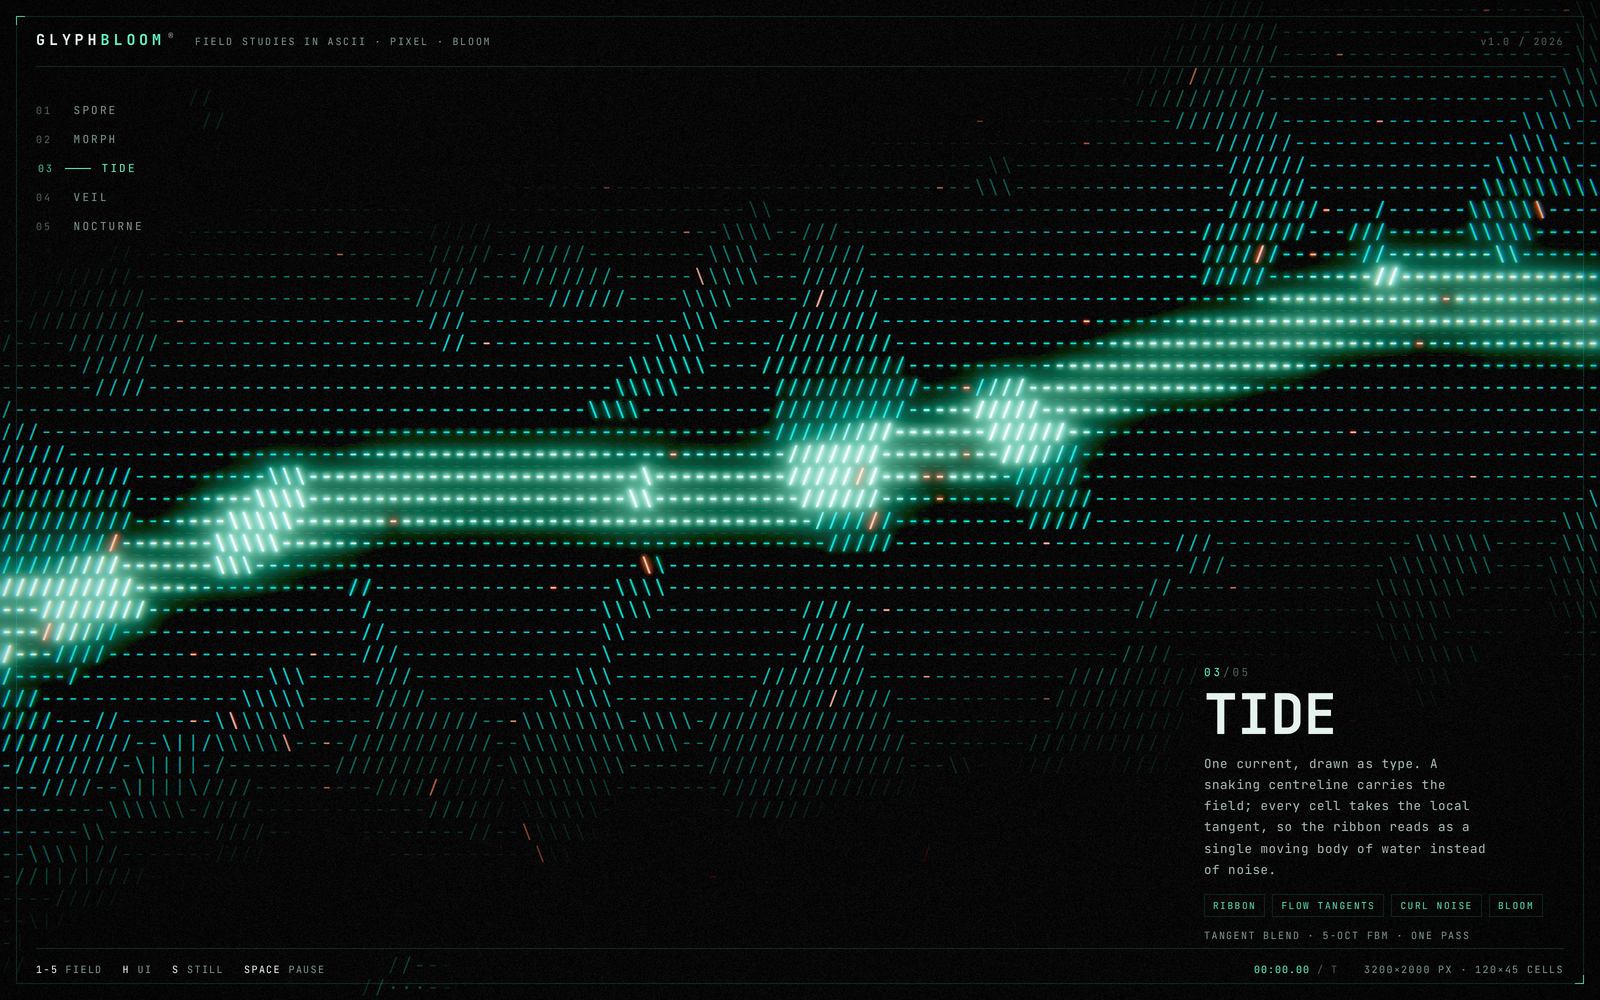 GLYPHBLOOM® FIELD STUDIES IN ASCII · PIXEL · BLOOM
v1.0 / 2026
01 SPORE
02 MORPH
03 TIDE
04 VEIL
05 NOCTURNE
03/05
TIDE
One current, drawn as type. A
snaking centreline carries the
field; every cell takes the local
tangent, so the ribbon reads as a
single moving body of water instead
of noise.
RIBBON FLOW TANGENTS CURL NOISE BLOOM
TANGENT BLEND · 5-OCT FBM · ONE PASS
1-5 FIELD H UI S STILL SPACE PAUSE
00:00.00 / T 3200×2000 PX · 120×45 CELLS